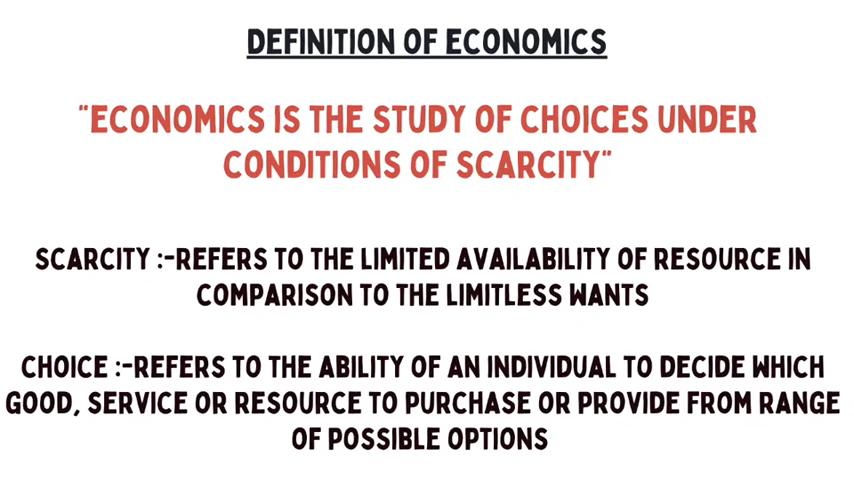 DEFINITION OF ECONOMICS
"ECONOMICS IS THE STUDY OF CHOICES UNDER
CONDITIONS OF SCARCITY"
SCARCITY :-REFERS TO THE LIMITED AVAILABILITY OF RESOURCE IN
COMPARISON TO THE LIMITLESS WANTS
CHOICE :-REFERS TO THE ABILITY OF AN INDIVIDUAL TO DECIDE WHICH
GOOD, SERVICE OR RESOURCE TO PURCHASE OR PROVIDE FROM RANGE
OF POSSIBLE OPTIONS